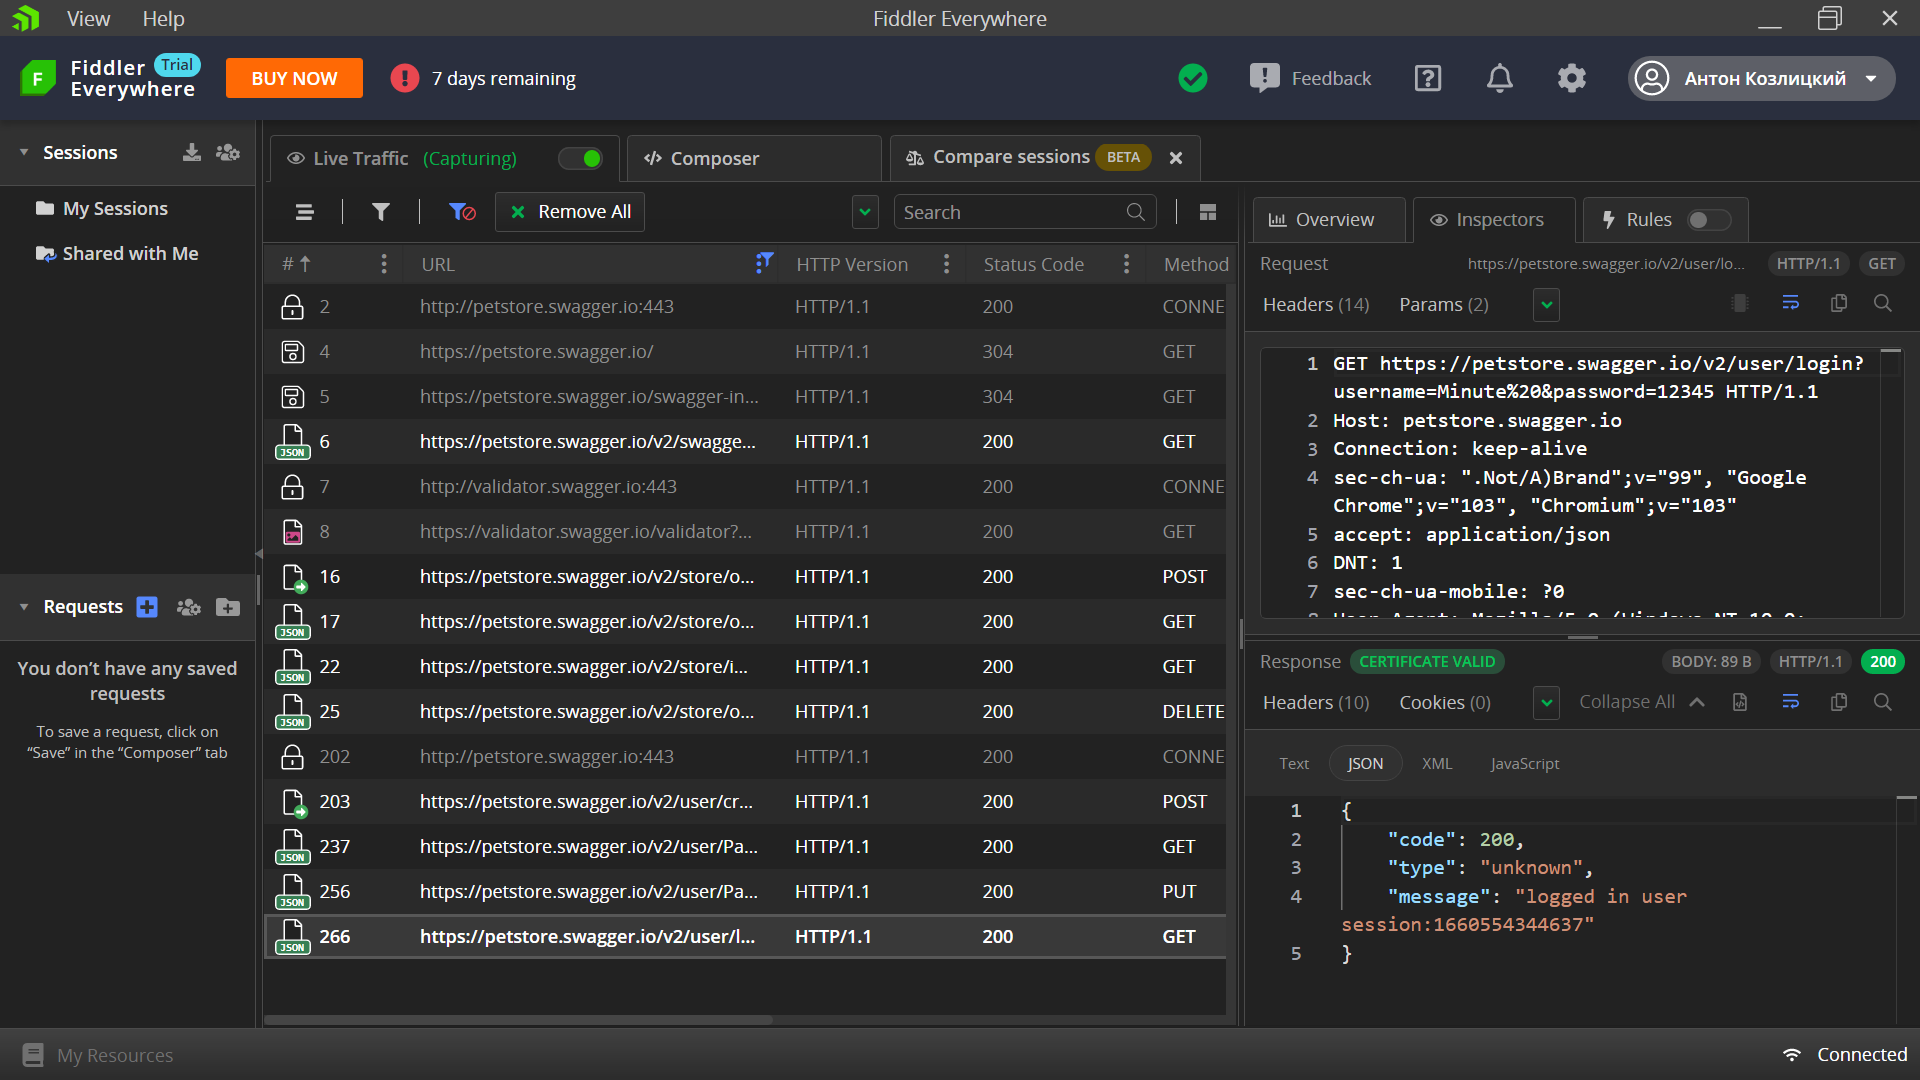 View
Help
Fiddler Everywhere
Fiddler Trial
Everywhere
BUY NOW
7 days remaining
Feedback
Антон Козлицкий
Sessions
My Sessions
Shared with Me
Requests
You don’t have any saved
requests
To save a request, click on
“Save” in the “Composer” tab
Live Traffic (Capturing)
Composer
Compare sessions BETA
Remove All
Search
# URL HTTP Version Status Code Method
2 http://petstore.swagger.io:443 HTTP/1.1 200 CONNE
4 https://petstore.swagger.io/ HTTP/1.1 304 GET
5 https://petstore.swagger.io/swagger-in... HTTP/1.1 304 GET
JSON 6 https://petstore.swagger.io/v2/swagge... HTTP/1.1 200 GET
7 http://validator.swagger.io:443 HTTP/1.1 200 CONNE
8 https://validator.swagger.io/validator?... HTTP/1.1 200 GET
16 https://petstore.swagger.io/v2/store/o... HTTP/1.1 200 POST
JSON 17 https://petstore.swagger.io/v2/store/o... HTTP/1.1 200 GET
JSON 22 https://petstore.swagger.io/v2/store/i... HTTP/1.1 200 GET
JSON 25 https://petstore.swagger.io/v2/store/o... HTTP/1.1 200 DELETE
202 http://petstore.swagger.io:443 HTTP/1.1 200 CONNE
203 https://petstore.swagger.io/v2/user/cr... HTTP/1.1 200 POST
JSON 237 https://petstore.swagger.io/v2/user/Pa... HTTP/1.1 200 GET
JSON 256 https://petstore.swagger.io/v2/user/Pa... HTTP/1.1 200 PUT
JSON 266 https://petstore.swagger.io/v2/user/l... HTTP/1.1 200 GET
Overview
Inspectors
Rules
Request https://petstore.swagger.io/v2/user/lo... HTTP/1.1 GET
Headers (14) Params (2)
1 GET https://petstore.swagger.io/v2/user/login?
username=Minute%20&password=12345 HTTP/1.1
2 Host: petstore.swagger.io
3 Connection: keep-alive
4 sec-ch-ua: ".Not/A)Brand";v="99", "Google
Chrome";v="103", "Chromium";v="103"
5 accept: application/json
6 DNT: 1
7 sec-ch-ua-mobile: ?0
8 User-Agent: Mozilla/5.0 (Windows NT 10.0;
Response CERTIFICATE VALID BODY: 89 B HTTP/1.1 200
Headers (10) Cookies (0) Collapse All
Text JSON XML JavaScript
1 {
2 "code": 200,
3 "type": "unknown",
4 "message": "logged in user
session:1660554344637"
5 }
My Resources
Connected